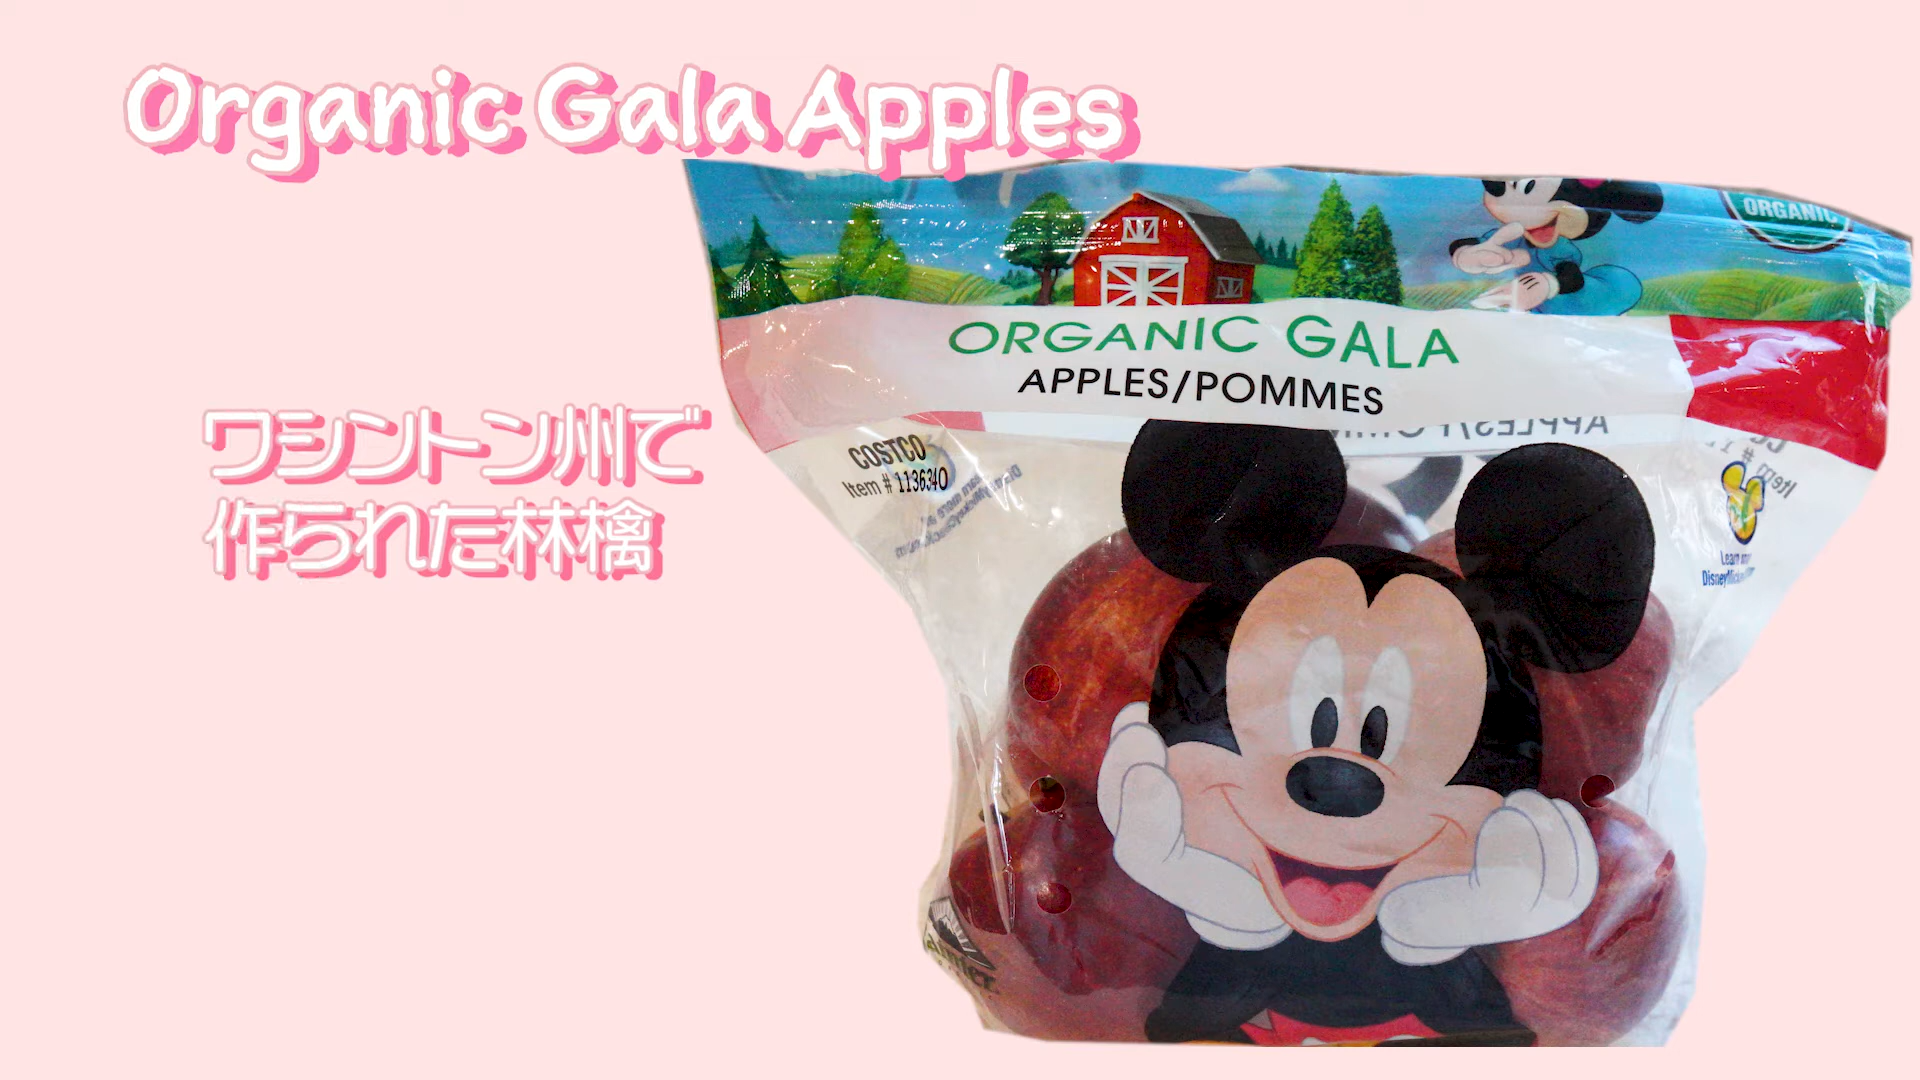 Organic Gala Apples
ORGANIC
ORGANIC GALA
APPLES/POMMES
ワシントン州で
作られた林檎
COSTCO
Item # 1136340